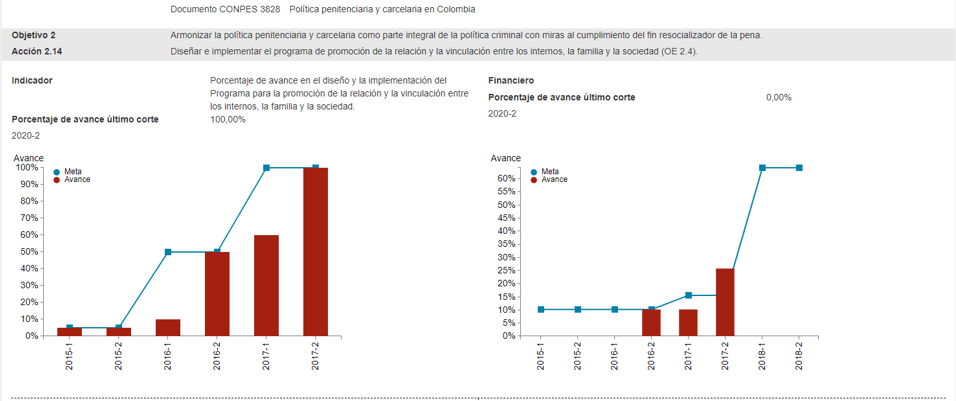 Documento CONPES 3828 Política penitenciaria y carcelaria en Colombia
Objetivo 2 Armonizar la política penitenciaria y carcelaria como parte integral de la política criminal con miras al cumplimiento del fin resocializador de la pena.
Acción 2.14 Diseñar e implementar el programa de promoción de la relación y la vinculación entre los internos, la familia y la sociedad (OE 2.4).
Indicador Porcentaje de avance en el diseño y la implementación del
Programa para la promoción de la relación y la vinculación entre
los internos, la familia y la sociedad.
Porcentaje de avance último corte 100,00%
2020-2
Avance
Meta
Avance
100%
90%
80%
70%
60%
50%
40%
30%
20%
10%
0%
2015-1
2015-2
2016-1
2016-2
2017-1
2017-2
Financiero
Porcentaje de avance último corte 0,00%
2020-2
Avance
Meta
Avance
60%
55%
50%
45%
40%
35%
30%
25%
20%
15%
10%
5%
0%
2015-1
2015-2
2016-1
2016-2
2017-1
2017-2
2018-1
2018-2